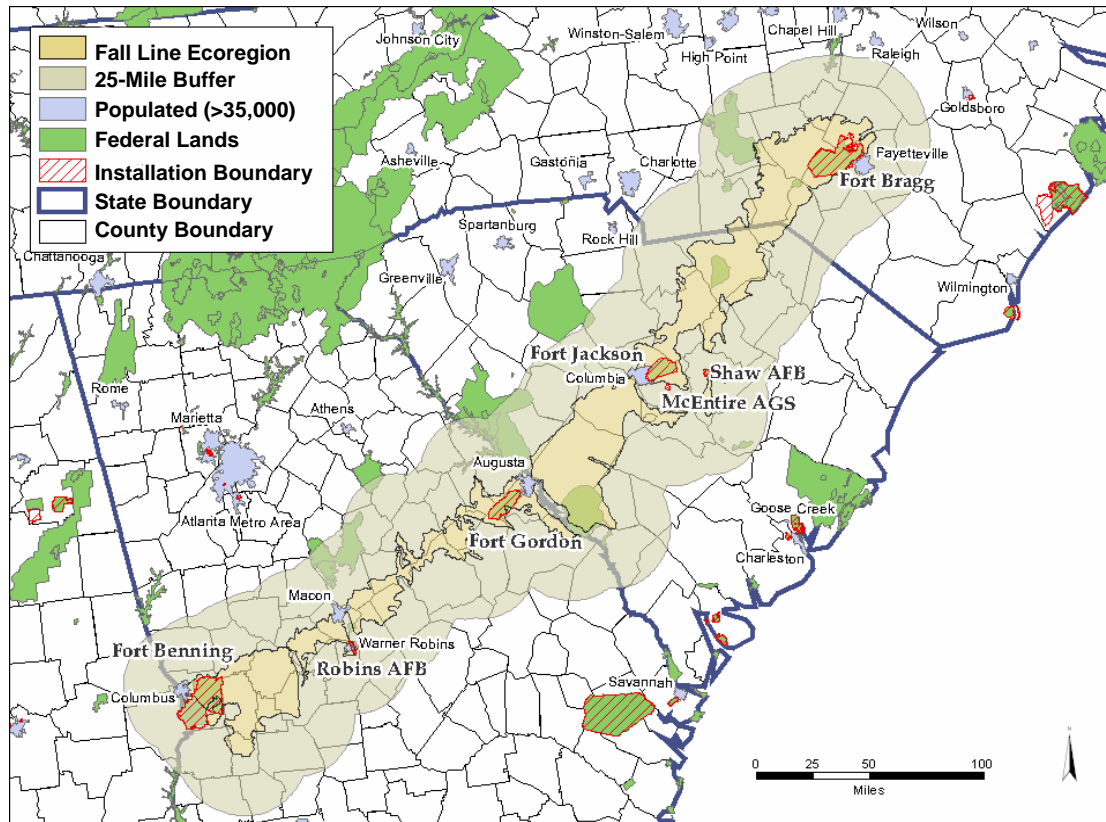 Fall Line Ecoregion
25-Mile Buffer
Populated (>35,000)
Federal Lands
Installation Boundary
State Boundary
County Boundary
Johnson City
Winston-Salem
High Point
Chapel Hill
Wilson
Raleigh
Goldsboro
Asheville
Gastonia
Charlotte
Fayetteville
Fort Bragg
Chattanooga
Spartanburg
Rock Hill
Greenville
Wilmington
Fort Jackson
Columbia
Shaw AFB
McEntire AGS
Rome
Marietta
Athens
Augusta
Atlanta Metro Area
Fort Gordon
Goose Creek
Charleston
Macon
Warner Robins
Fort Benning
Robins AFB
Columbus
Savannah
N
0 25 50 100
Miles